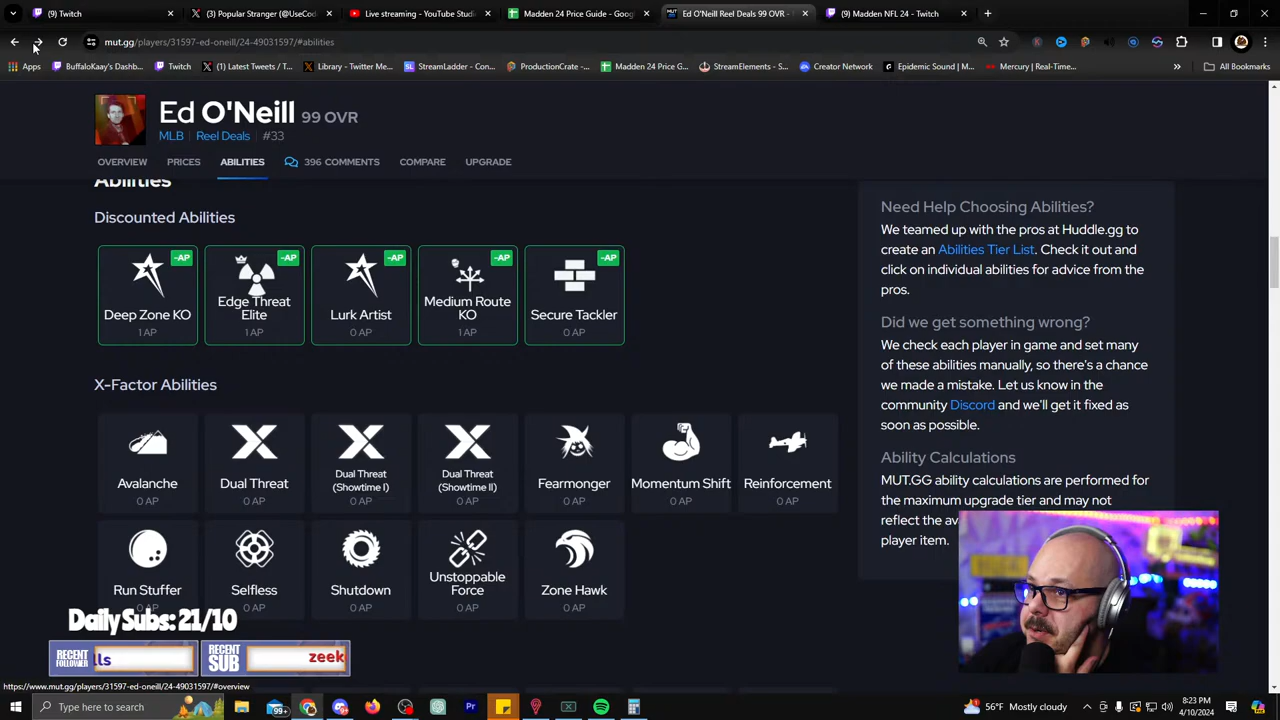 (9) Twitch
(3) Popular Stranger (@UseCod
Live streaming - YouTube Studi
Madden 24 Price Guide - Goog
Ed O'Neill Reel Deals 99 OVR -
(9) Madden NFL 24 - Twitch
mut.gg/players/31597-ed-oneill/24-49031597/#abilities
Apps
BuffaloKaay's Dashb...
Twitch
(1) Latest Tweets / T...
Library - Twitter Me...
StreamLadder - Con...
ProductionCrate - ...
Madden 24 Price G...
StreamElements - S...
Creator Network
Epidemic Sound | M...
Mercury | Real-Time...
All Bookmarks
Ed O'Neill 99 OVR
MLB | Reel Deals | #33
OVERVIEW PRICES ABILITIES 396 COMMENTS COMPARE UPGRADE
Abilities
Discounted Abilities
-AP -AP -AP -AP -AP
Deep Zone KO
1 AP
Edge Threat
Elite
1 AP
Lurk Artist
0 AP
Medium Route
KO
1 AP
Secure Tackler
0 AP
X-Factor Abilities
Avalanche
0 AP
Dual Threat
0 AP
Dual Threat
(Showtime I)
0 AP
Dual Threat
(Showtime II)
0 AP
Fearmonger
0 AP
Momentum Shift
0 AP
Reinforcement
0 AP
Run Stuffer
0 AP
Selfless
0 AP
Shutdown
0 AP
Unstoppable
Force
0 AP
Zone Hawk
0 AP
Need Help Choosing Abilities?
We teamed up with the pros at Huddle.gg to
create an Abilities Tier List. Check it out and
click on individual abilities for advice from the
pros.
Did we get something wrong?
We check each player in game and set many
of these abilities manually, so there's a chance
we made a mistake. Let us know in the
community Discord and we'll get it fixed as
soon as possible.
Ability Calculations
MUT.GG ability calculations are performed for
the maximum upgrade tier and may not
reflect the av
player item.
Daily Subs: 21/10
RECENT
FOLLOWER
lls
RECENT
SUB
zeek
https://www.mut.gg/players/31597-ed-oneill/24-49031597/#overview
Type here to search
99+
56°F Mostly cloudy
8:23 PM
4/10/2024